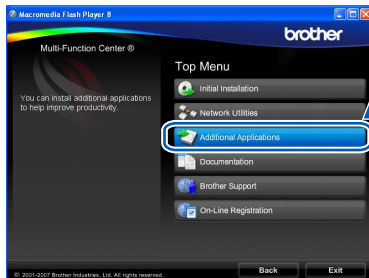 Macromedia Flash Player 8
brother
Multi-Function Center ®
Top Menu
Initial Installation
You can install additional applications
to help improve productivity.
Network Utilities
Additional Applications
Documentation
Brother Support
On-Line Registration
© 2001-2007 Brother Industries, Ltd. All rights reserved.
Back
Exit